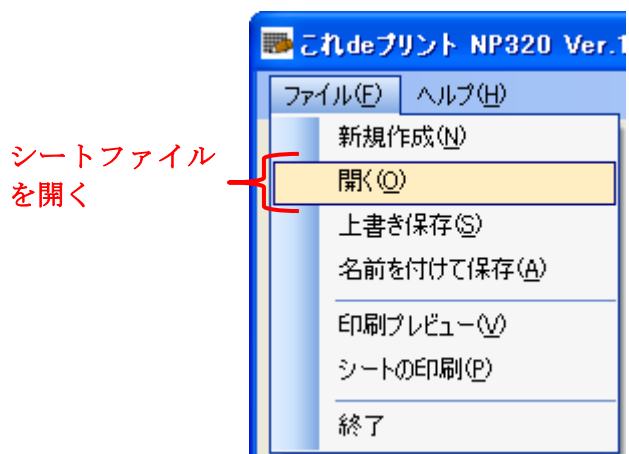 これdeプリント NP320 Ver.1
ファイル(F) ヘルプ(H)
新規作成(N)
シートファイル
を開く
開く(O)
上書き保存(S)
名前を付けて保存(A)
印刷プレビュー(V)
シートの印刷(P)
終了